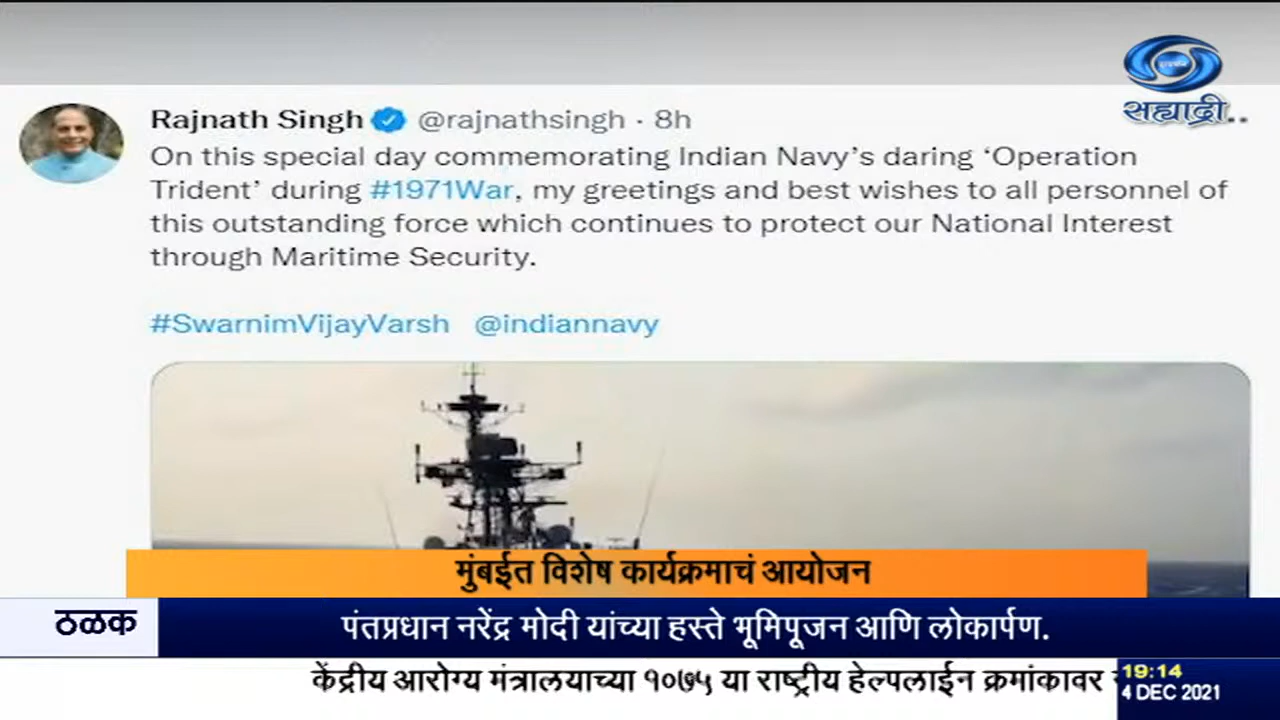 सह्याद्री..
Rajnath Singh @rajnathsingh · 8h
On this special day commemorating Indian Navy's daring ‘Operation
Trident’ during #1971War, my greetings and best wishes to all personnel of
this outstanding force which continues to protect our National Interest
through Maritime Security.
#SwarnimVijayVarsh @indiannavy
मुंबईत विशेष कार्यक्रमाचं आयोजन
ठळक
पंतप्रधान नरेंद्र मोदी यांच्या हस्ते भूमिपूजन आणि लोकार्पण.
केंद्रीय आरोग्य मंत्रालयाच्या १०७५ या राष्ट्रीय हेल्पलाईन क्रमांकावर
19:14
4 DEC 2021